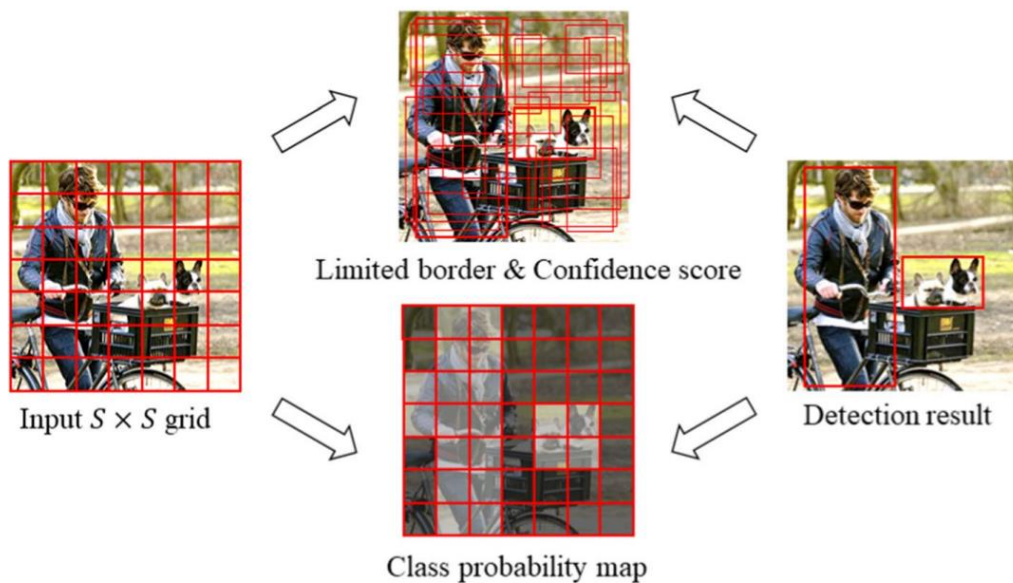 Limited border & Confidence score
Input S × S grid
Detection result
Class probability map